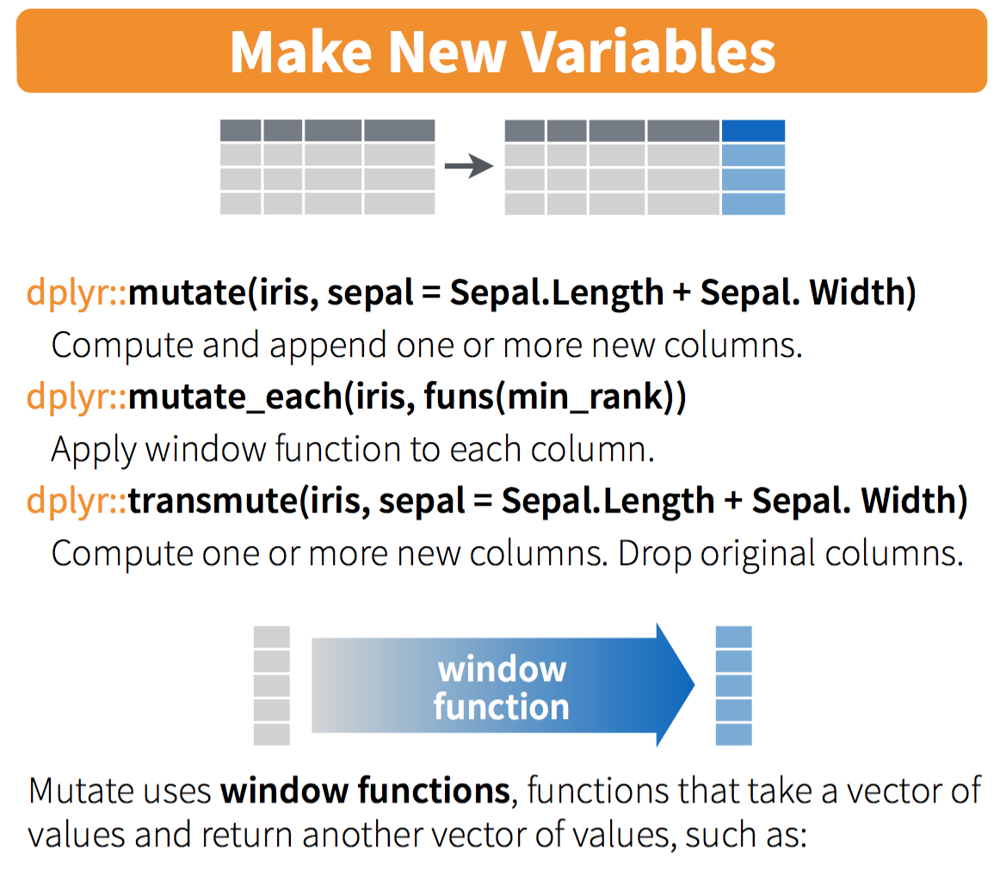 Make New Variables
dplyr::mutate(iris, sepal = Sepal.Length + Sepal. Width)
Compute and append one or more new columns.
dplyr::mutate_each(iris, funs(min_rank))
Apply window function to each column.
dplyr::transmute(iris, sepal = Sepal.Length + Sepal. Width)
Compute one or more new columns. Drop original columns.
window
function
Mutate uses window functions, functions that take a vector of
values and return another vector of values, such as: